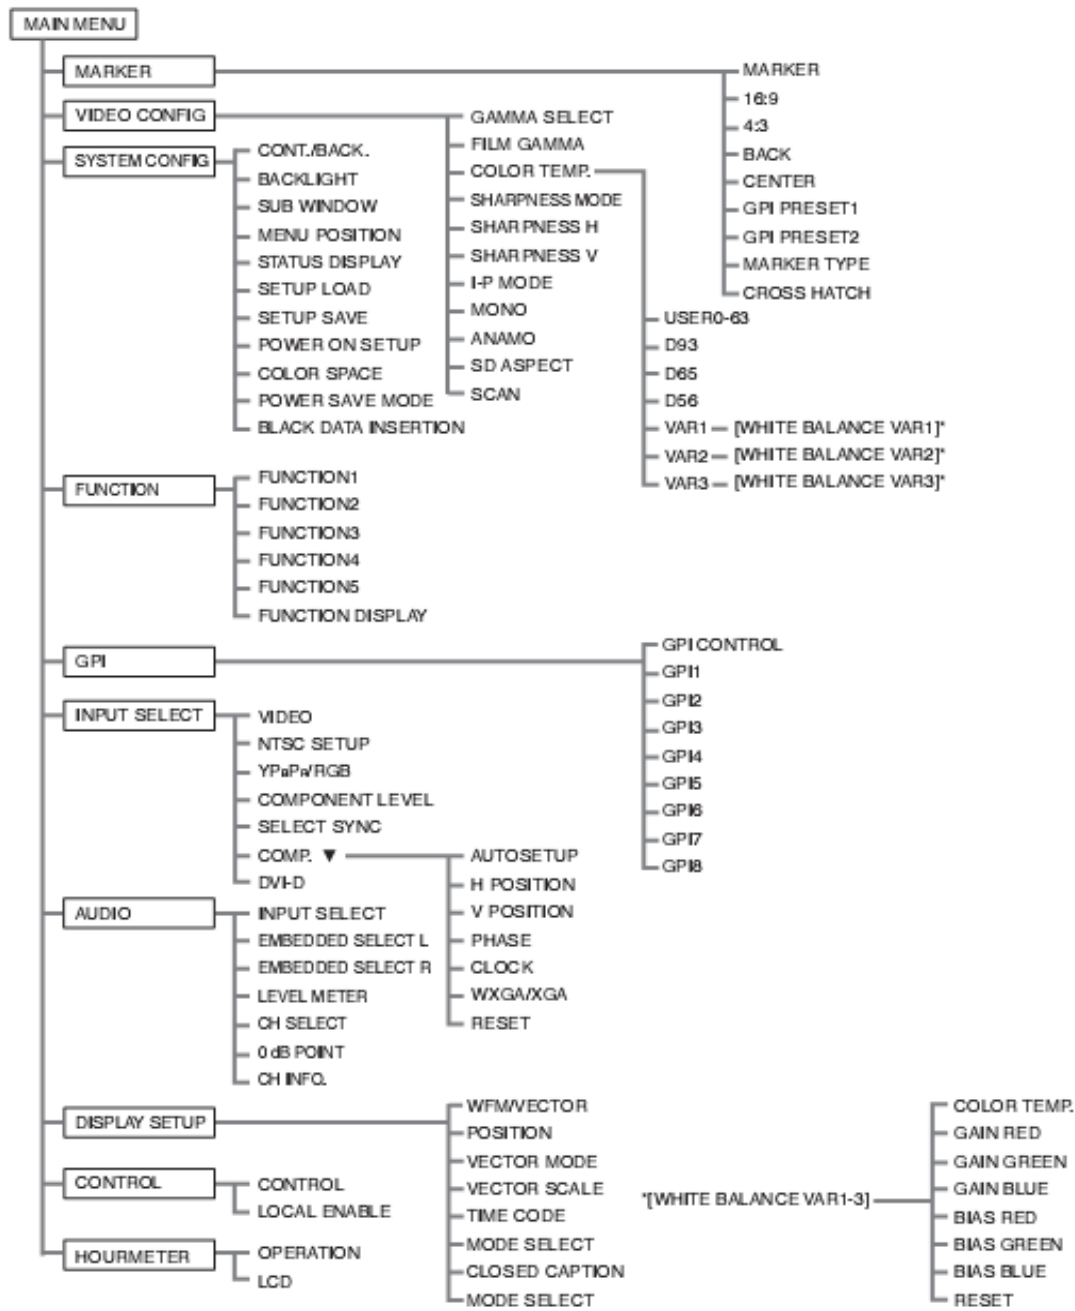 MAIN MENU
MARKER
MARKER
16:9
4:3
BACK
CENTER
GPI PRESET1
GPI PRESET2
MARKER TYPE
CROSS HATCH
VIDEO CONFIG
GAMMA SELECT
FILM GAMMA
COLOR TEMP.
USER0-63
D93
D65
D56
VAR1 [WHITE BALANCE VAR1]*
VAR2 [WHITE BALANCE VAR2]*
VAR3 [WHITE BALANCE VAR3]*
SHARPNESS MODE
SHARPNESS H
SHARPNESS V
I-P MODE
MONO
ANAMO
SD ASPECT
SCAN
SYSTEM CONFIG
CONT./BACK.
BACKLIGHT
SUB WINDOW
MENU POSITION
STATUS DISPLAY
SETUP LOAD
SETUP SAVE
POWER ON SETUP
COLOR SPACE
POWER SAVE MODE
BLACK DATA INSERTION
FUNCTION
FUNCTION1
FUNCTION2
FUNCTION3
FUNCTION4
FUNCTION5
FUNCTION DISPLAY
GPI
GPI CONTROL
GPI1
GPI2
GPI3
GPI4
GPI5
GPI6
GPI7
GPI8
INPUT SELECT
VIDEO
NTSC SETUP
YPBPR/RGB
COMPONENT LEVEL
SELECT SYNC
COMP. ▼
AUTOSETUP
H POSITION
V POSITION
PHASE
CLOCK
WXGA/XGA
RESET
DVI-D
AUDIO
INPUT SELECT
EMBEDDED SELECT L
EMBEDDED SELECT R
LEVEL METER
CH SELECT
0 dB POINT
CH INFO.
DISPLAY SETUP
WFM/VECTOR
POSITION
VECTOR MODE
VECTOR SCALE
TIME CODE
MODE SELECT
CLOSED CAPTION
MODE SELECT
CONTROL
CONTROL
LOCAL ENABLE
HOURMETER
OPERATION
LCD
*[WHITE BALANCE VAR1-3]
COLOR TEMP.
GAIN RED
GAIN GREEN
GAIN BLUE
BIAS RED
BIAS GREEN
BIAS BLUE
RESET